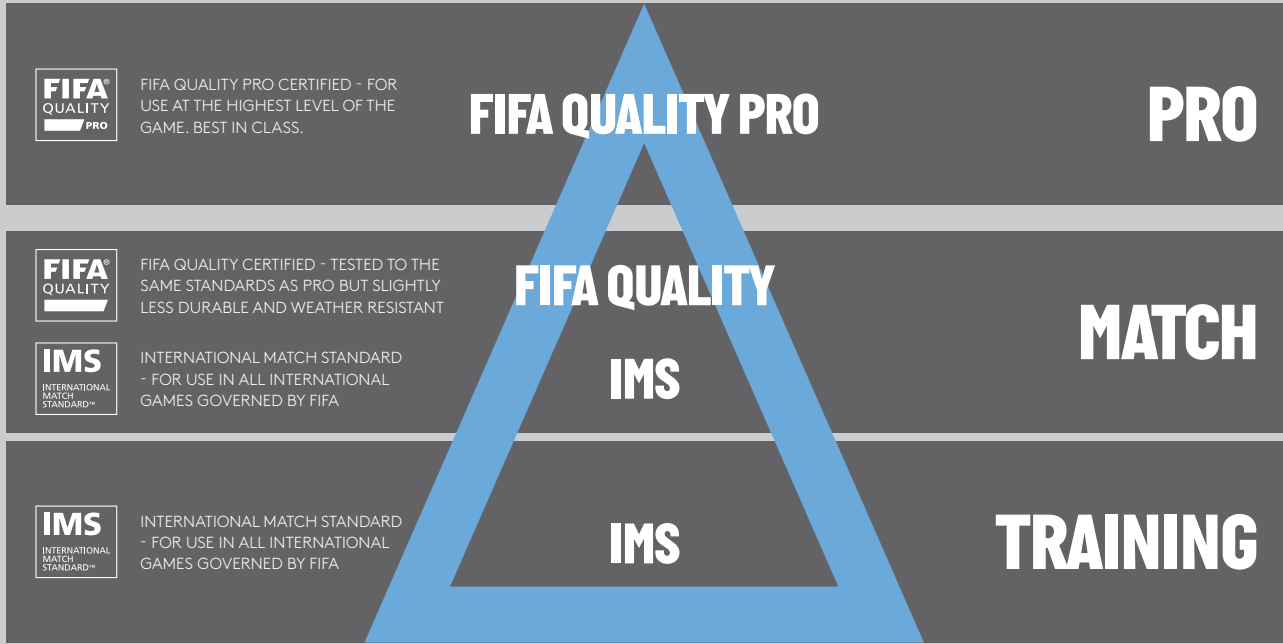 FIFA®
QUALITY
PRO
FIFA QUALITY PRO CERTIFIED - FOR
USE AT THE HIGHEST LEVEL OF THE
GAME. BEST IN CLASS.
FIFA QUALITY PRO
PRO
FIFA®
QUALITY
FIFA QUALITY CERTIFIED - TESTED TO THE
SAME STANDARDS AS PRO BUT SLIGHTLY
LESS DURABLE AND WEATHER RESISTANT
FIFA QUALITY
MATCH
IMS
INTERNATIONAL
MATCH
STANDARD™
INTERNATIONAL MATCH STANDARD
- FOR USE IN ALL INTERNATIONAL
GAMES GOVERNED BY FIFA
IMS
IMS
INTERNATIONAL
MATCH
STANDARD™
INTERNATIONAL MATCH STANDARD
- FOR USE IN ALL INTERNATIONAL
GAMES GOVERNED BY FIFA
IMS
TRAINING